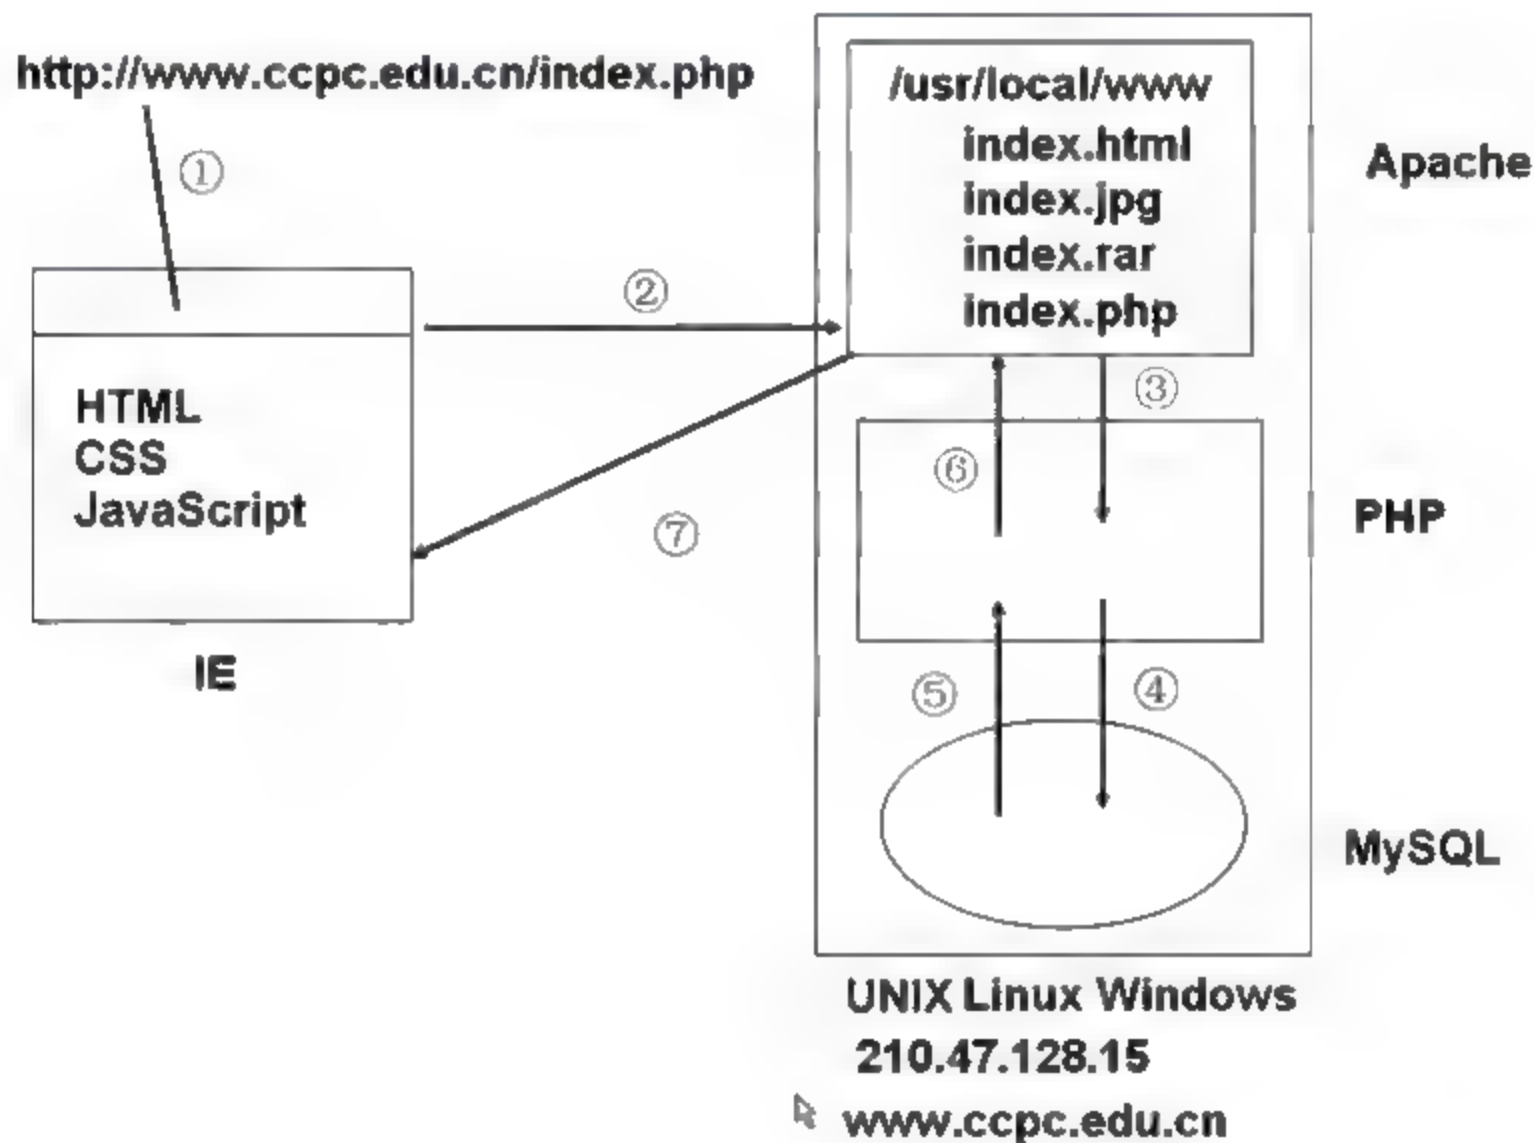 http://www.ccpc.edu.cn/index.php
①
HTML
CSS
JavaScript
IE
②
⑦
/usr/local/www
index.html
index.jpg
index.rar
index.php
Apache
③
⑥
PHP
⑤
④
MySQL
UNIX Linux Windows
210.47.128.15
www.ccpc.edu.cn